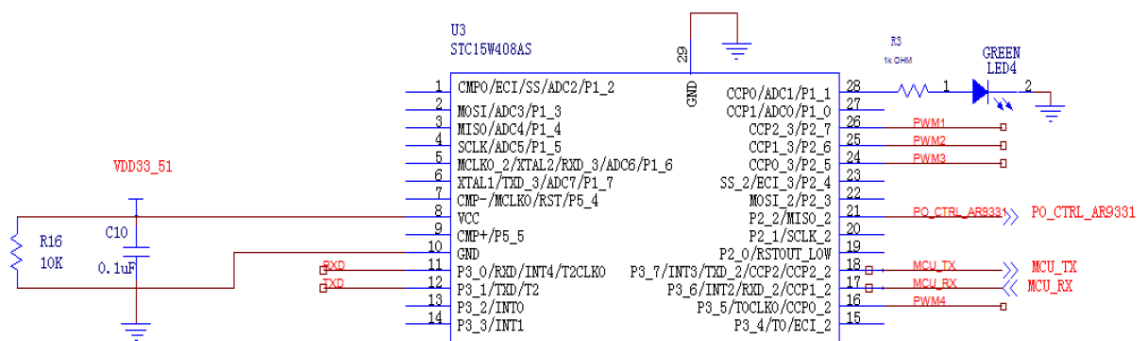 U3
STC15W408AS
29
GND
R3
1k OHM
GREEN
LED4
1
2
VDD33_51
R16
10K
C10
0.1uF
1 CMPO/ECI/SS/ADC2/P1_2
2 MOSI/ADC3/P1_3
3 MISO/ADC4/P1_4
4 SCLK/ADC5/P1_5
5 MCLKO_2/XTAL2/RXD_3/ADC6/P1_6
6 XTAL1/TXD_3/ADC7/P1_7
7 CMP-/MCLKO/RST/P5_4
8 VCC
9 CMP+/P5_5
10 GND
RXD 11 P3_0/RXD/INT4/T2CLKO
TXD 12 P3_1/TXD/T2
13 P3_2/INT0
14 P3_3/INT1
CCP0/ADC1/P1_1 28
CCP1/ADC0/P1_0 27
CCP2_3/P2_7 26 PWM1
CCP1_3/P2_6 25 PWM2
CCP0_3/P2_5 24 PWM3
SS_2/ECI_3/P2_4 23
MOSI_2/P2_3 22
P2_2/MISO_2 21 PO_CTRL_AR9331 PO_CTRL_AR9331
P2_1/SCLK_2 20
P2_0/RSTOUT_LOW 19
P3_7/INT3/TXD_2/CCP2/CCP2_2 18 MCU_TX MCU_TX
P3_6/INT2/RXD_2/CCP1_2 17 MCU_RX MCU_RX
P3_5/T0CLKO/CCP0_2 16 PWM4
P3_4/T0/ECI_2 15